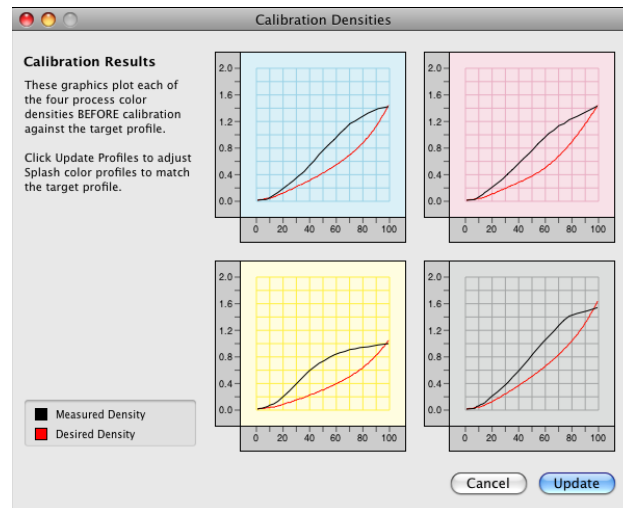 Calibration Densities
Calibration Results
These graphics plot each of
the four process color
densities BEFORE calibration
against the target profile.
Click Update Profiles to adjust
Splash color profiles to match
the target profile.
2.0
1.6
1.2
0.8
0.4
0.0
0 20 40 60 80 100
2.0
1.6
1.2
0.8
0.4
0.0
0 20 40 60 80 100
2.0
1.6
1.2
0.8
0.4
0.0
0 20 40 60 80 100
2.0
1.6
1.2
0.8
0.4
0.0
0 20 40 60 80 100
Measured Density
Desired Density
Cancel Update